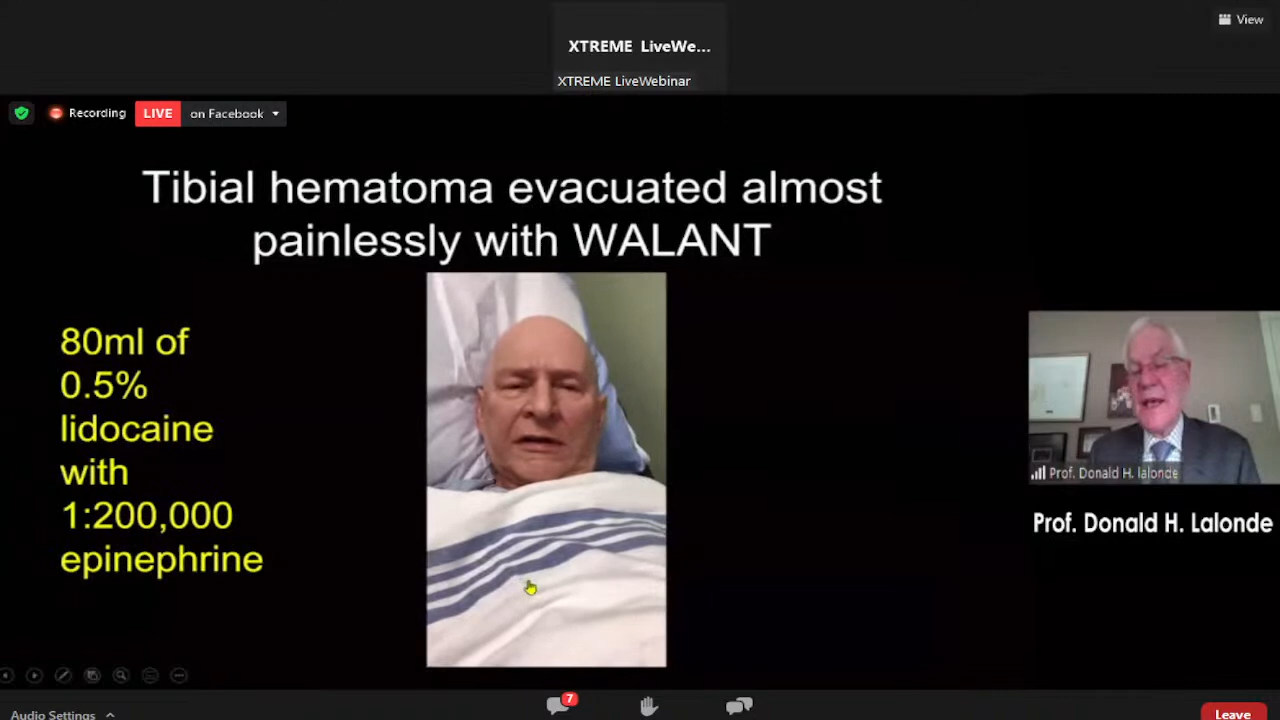 XTREME LiveWe...
View
XTREME LiveWebinar
Recording
LIVE
on Facebook
Tibial hematoma evacuated almost
painlessly with WALANT
80ml of
0.5%
lidocaine
with
1:200,000
epinephrine
Prof. Donald H. lalonde
Prof. Donald H. Lalonde
7
Audio Settings
Leave